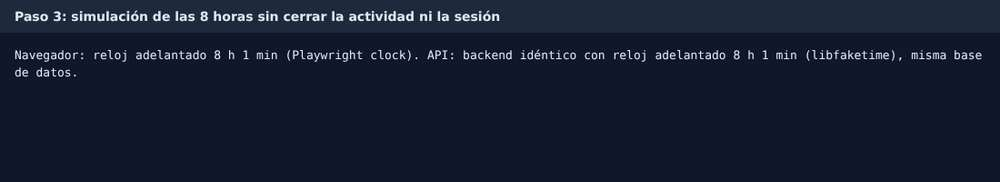 Paso 3: simulación de las 8 horas sin cerrar la actividad ni la sesión
Navegador: reloj adelantado 8 h 1 min (Playwright clock). API: backend idéntico con reloj adelantado 8 h 1 min (libfaketime), misma base
de datos.